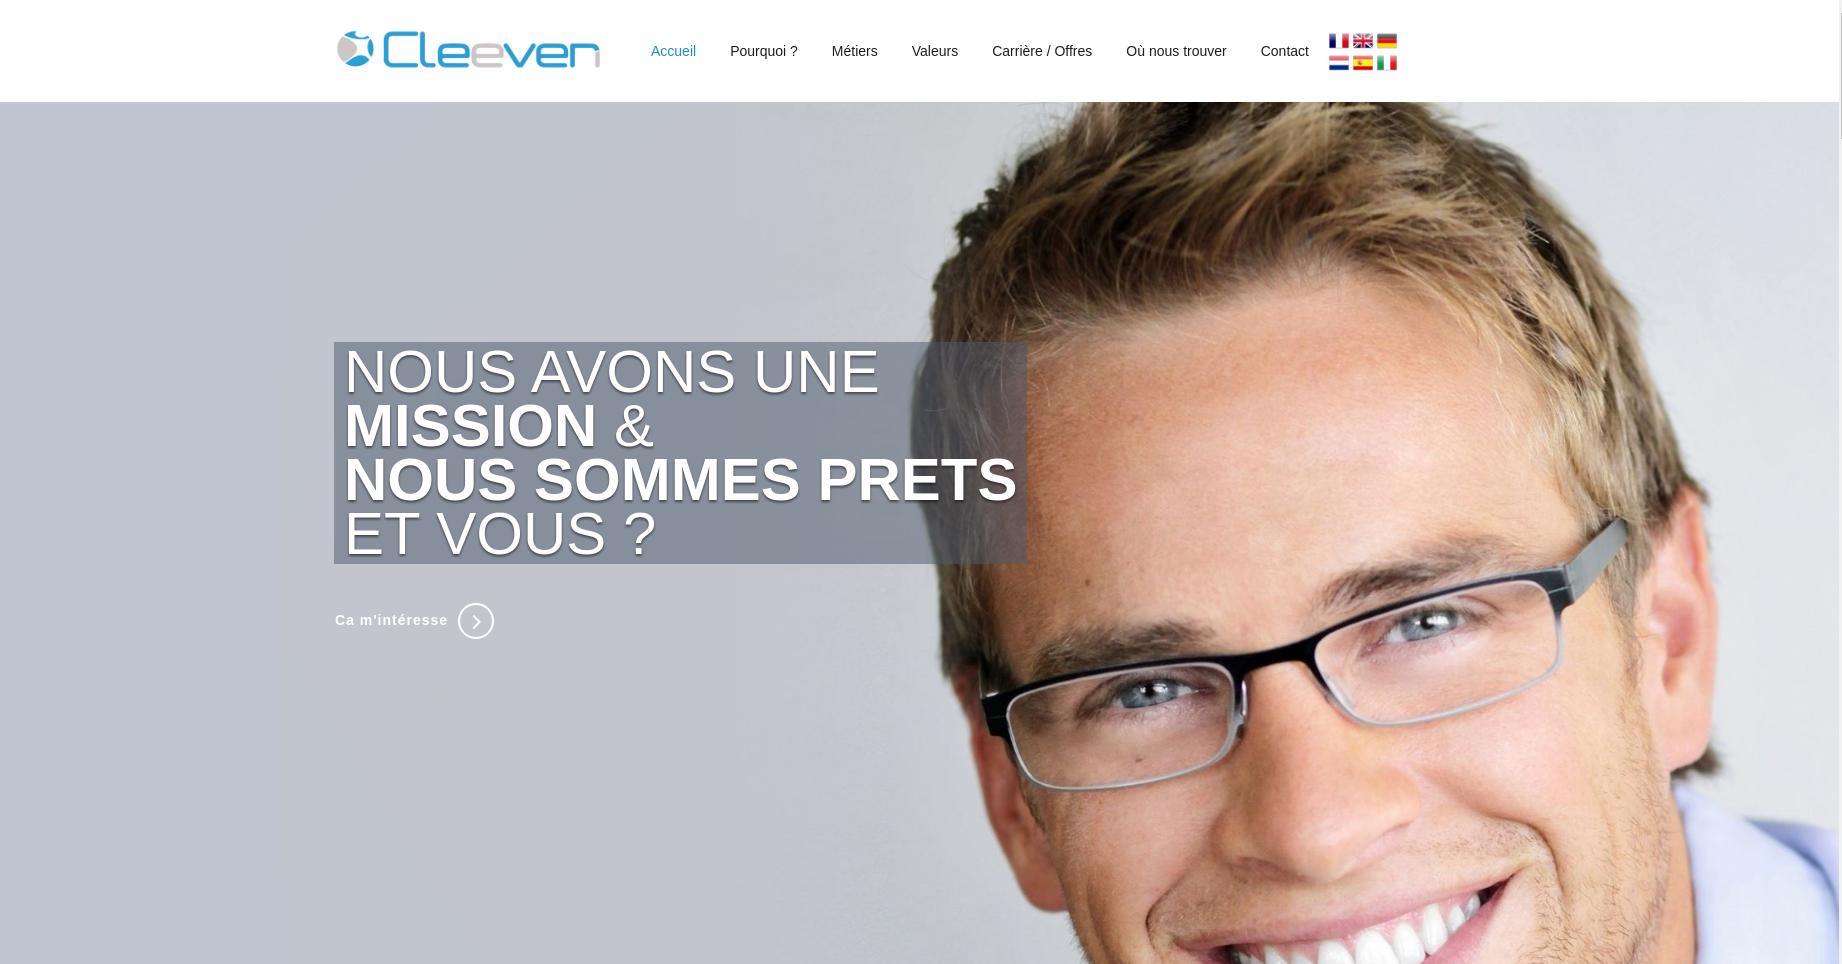 Cleeven
Accueil Pourquoi ? Métiers Valeurs Carrière / Offres Où nous trouver Contact
NOUS AVONS UNE
MISSION &
NOUS SOMMES PRETS
ET VOUS ?
Ca m'intéresse